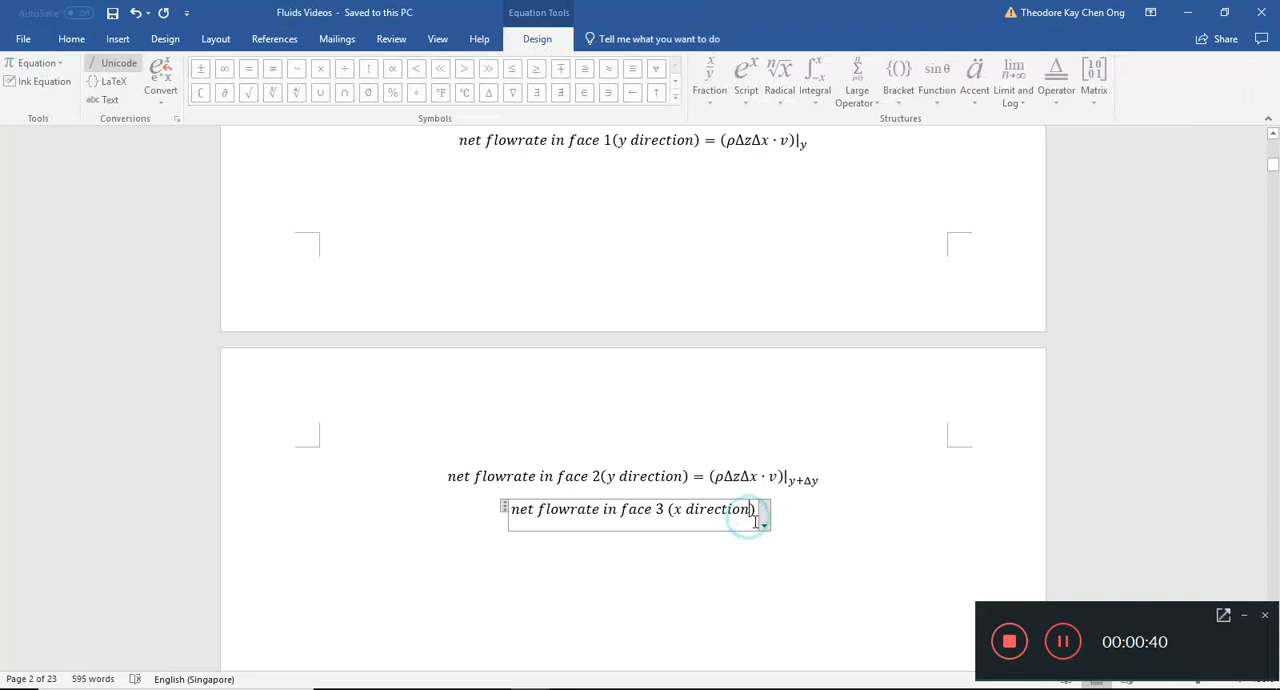 AutoSave Off Fluids Videos - Saved to this PC Equation Tools Theodore Kay Chen Ong
File Home Insert Design Layout References Mailings Review View Help Design Tell me what you want to do Share
Equation Unicode
Ink Equation LaTeX
abc Text Convert
± ∞ = ≠ ~ × ÷ ! ∝ < ≪ > ≫ ≤ ≥ ∓ ≅ ≈ ≡ ∀
∁ ∂ √ ∛ ∜ ∪ ∩ ∅ % ° °F °C ∆ ∇ ∃ ∄ ∈ ∋ ← ↑
Fraction Script Radical Integral Large Operator Bracket Function Accent Limit and Log Operator Matrix
Tools Conversions Symbols Structures
net flowrate in face 1(y direction) = (ρΔzΔx · v)|y
net flowrate in face 2(y direction) = (ρΔzΔx · v)|y+Δy
net flowrate in face 3 (x direction)
00:00:40
Page 2 of 23 595 words English (Singapore)